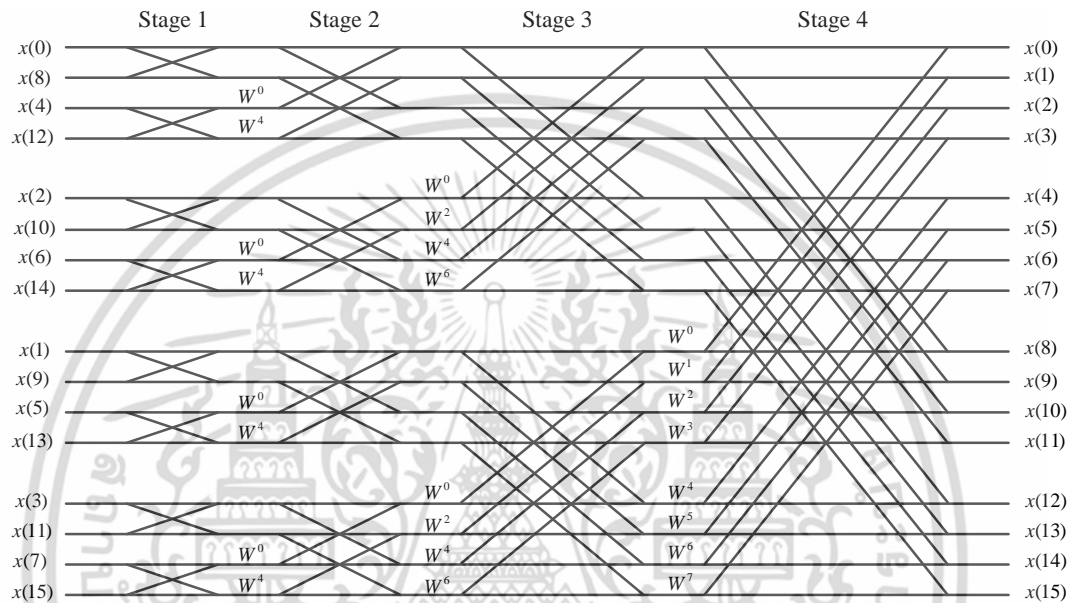 Stage 1 Stage 2 Stage 3 Stage 4
x(0) x(0)
x(8) x(1)
W^0
x(4) x(2)
W^4
x(12) x(3)
W^0
x(2) x(4)
W^2
x(10) x(5)
W^0 W^4
x(6) x(6)
W^4 W^6
x(14) x(7)
W^0
x(1) x(8)
W^1
x(9) x(9)
W^0 W^2
x(5) x(10)
W^4 W^3
x(13) x(11)
W^0 W^4
x(3) x(12)
W^2 W^5
x(11) x(13)
W^0 W^4 W^6
x(7) x(14)
W^4 W^6 W^7
x(15) x(15)